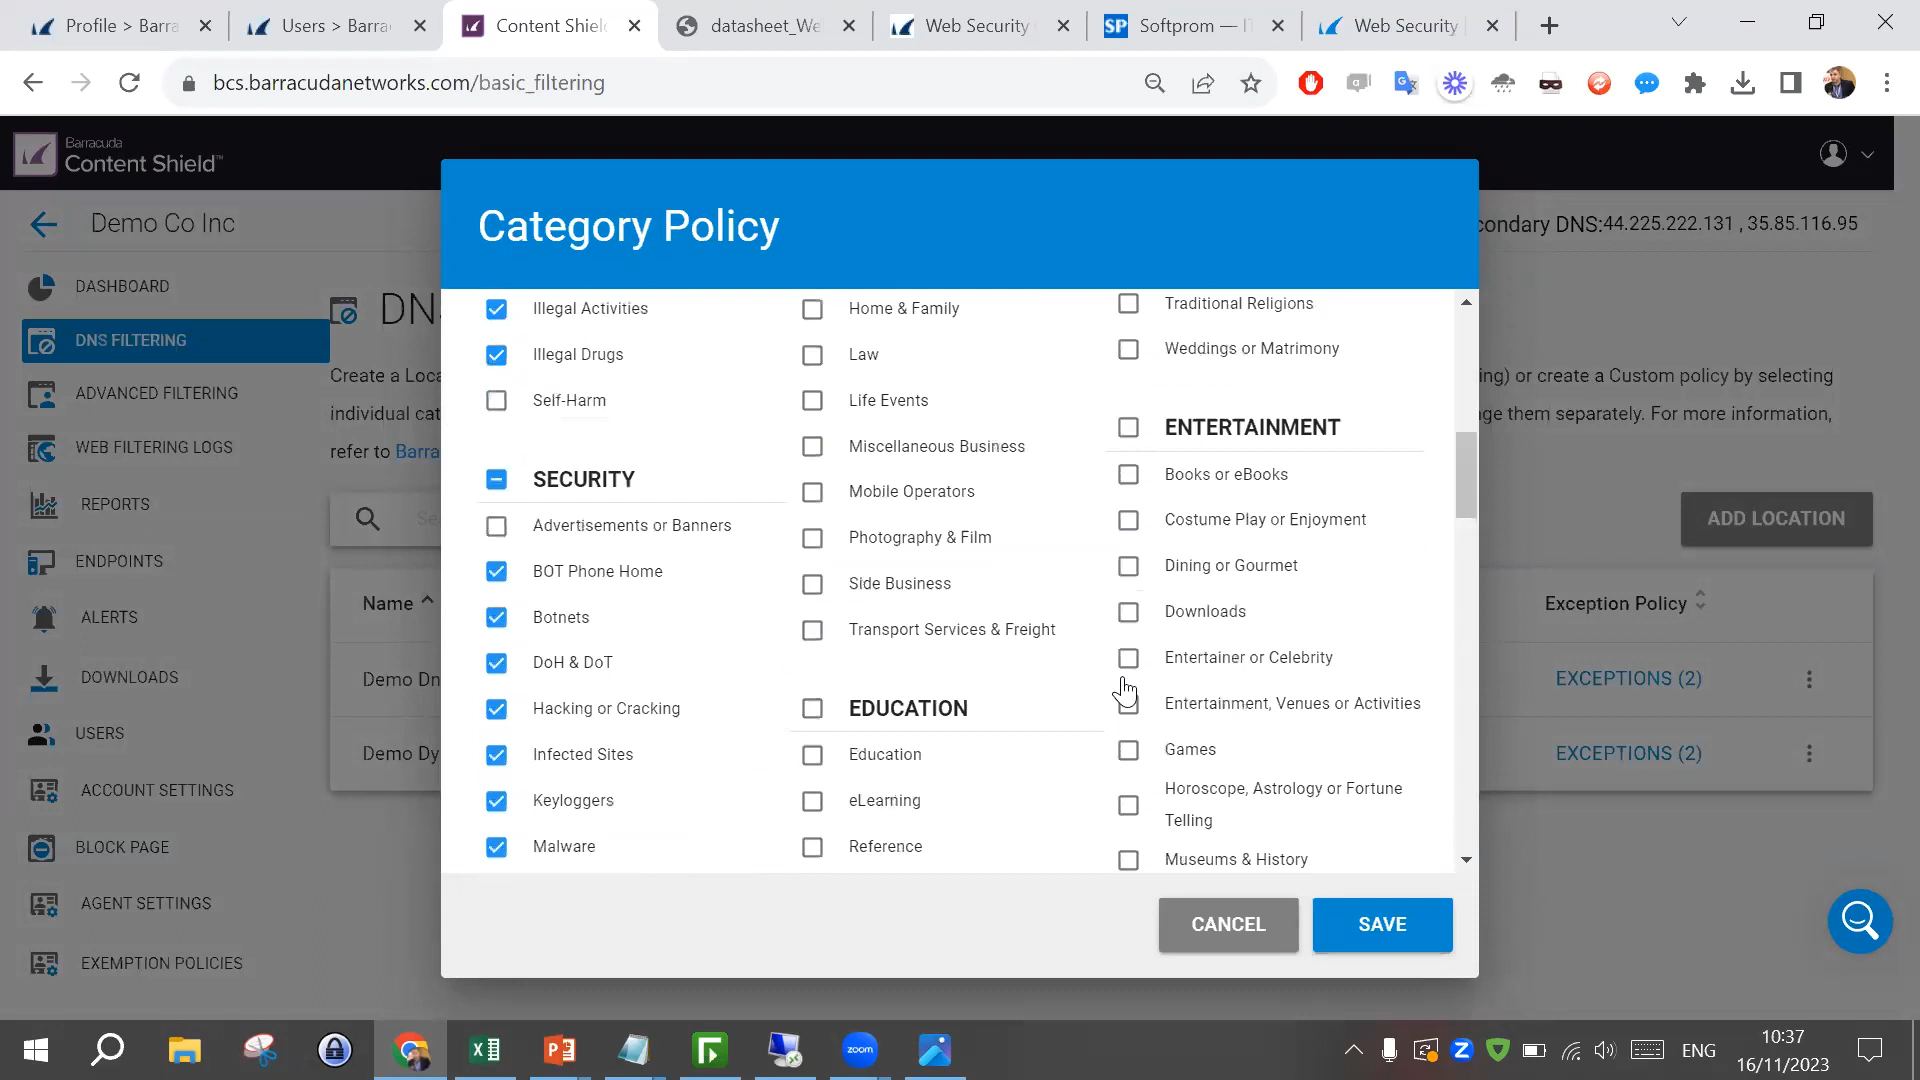 Profile > Barra
Users > Barra
Content Shield
datasheet_We
Web Security
Softprom — IT
Web Security
bcs.barracudanetworks.com/basic_filtering
Barracuda
Content Shield™
Demo Co Inc
condary DNS:44.225.222.131 , 35.85.116.95
DASHBOARD
DNS FILTERING
ADVANCED FILTERING
WEB FILTERING LOGS
REPORTS
ENDPOINTS
ALERTS
DOWNLOADS
USERS
ACCOUNT SETTINGS
BLOCK PAGE
AGENT SETTINGS
EXEMPTION POLICIES
DN
Create a Loca
ing) or create a Custom policy by selecting
individual cat
ge them separately. For more information,
refer to Barra
ADD LOCATION
Name
Exception Policy
Demo Dn
EXCEPTIONS (2)
Demo Dy
EXCEPTIONS (2)
Category Policy
Illegal Activities
Illegal Drugs
Self-Harm
SECURITY
Advertisements or Banners
BOT Phone Home
Botnets
DoH & DoT
Hacking or Cracking
Infected Sites
Keyloggers
Malware
Home & Family
Law
Life Events
Miscellaneous Business
Mobile Operators
Photography & Film
Side Business
Transport Services & Freight
EDUCATION
Education
eLearning
Reference
Traditional Religions
Weddings or Matrimony
ENTERTAINMENT
Books or eBooks
Costume Play or Enjoyment
Dining or Gourmet
Downloads
Entertainer or Celebrity
Entertainment, Venues or Activities
Games
Horoscope, Astrology or Fortune
Telling
Museums & History
CANCEL
SAVE
zoom
ENG
10:37
16/11/2023